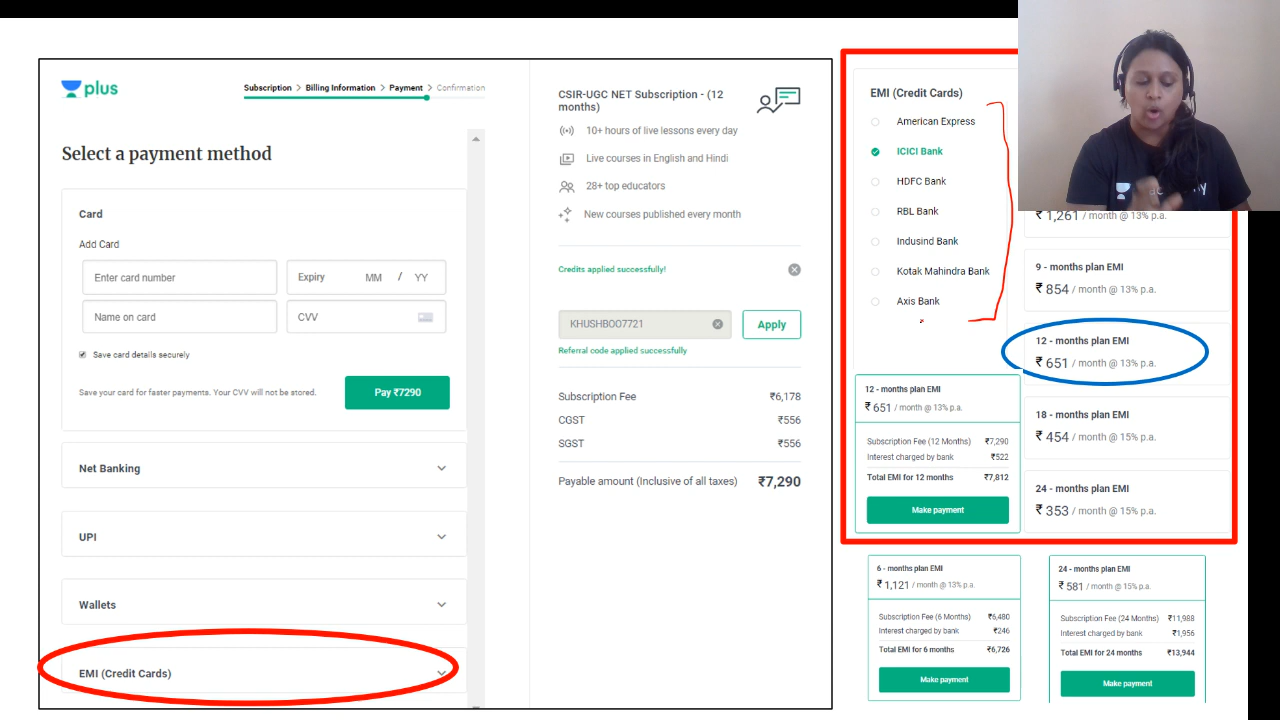 plus
Subscription > Billing Information > Payment > Confirmation
Select a payment method
Card
Add Card
Enter card number
Expiry MM / YY
Name on card
CVV
Save card details securely
Save your card for faster payments. Your CVV will not be stored.
Pay ₹7290
Net Banking
UPI
Wallets
EMI (Credit Cards)
CSIR-UGC NET Subscription - (12
months)
10+ hours of live lessons every day
Live courses in English and Hindi
28+ top educators
New courses published every month
Credits applied successfully!
KHUSHBOO7721
Apply
Referral code applied successfully
Subscription Fee ₹6,178
CGST ₹556
SGST ₹556
Payable amount (Inclusive of all taxes) ₹7,290
EMI (Credit Cards)
American Express
ICICI Bank
HDFC Bank
RBL Bank
Indusind Bank
Kotak Mahindra Bank
Axis Bank
₹ 1,261 / month @ 13% p.a.
9 - months plan EMI
₹ 854 / month @ 13% p.a.
12 - months plan EMI
₹ 651 / month @ 13% p.a.
18 - months plan EMI
₹ 454 / month @ 15% p.a.
24 - months plan EMI
₹ 353 / month @ 15% p.a.
12 - months plan EMI
₹ 651 / month @ 13% p.a.
Subscription Fee (12 Months) ₹7,290
Interest charged by bank ₹522
Total EMI for 12 months ₹7,812
Make payment
6 - months plan EMI
₹ 1,121 / month @ 13% p.a.
Subscription Fee (6 Months) ₹6,480
Interest charged by bank ₹246
Total EMI for 6 months ₹6,726
Make payment
24 - months plan EMI
₹ 581 / month @ 15% p.a.
Subscription Fee (24 Months) ₹11,988
Interest charged by bank ₹1,956
Total EMI for 24 months ₹13,944
Make payment